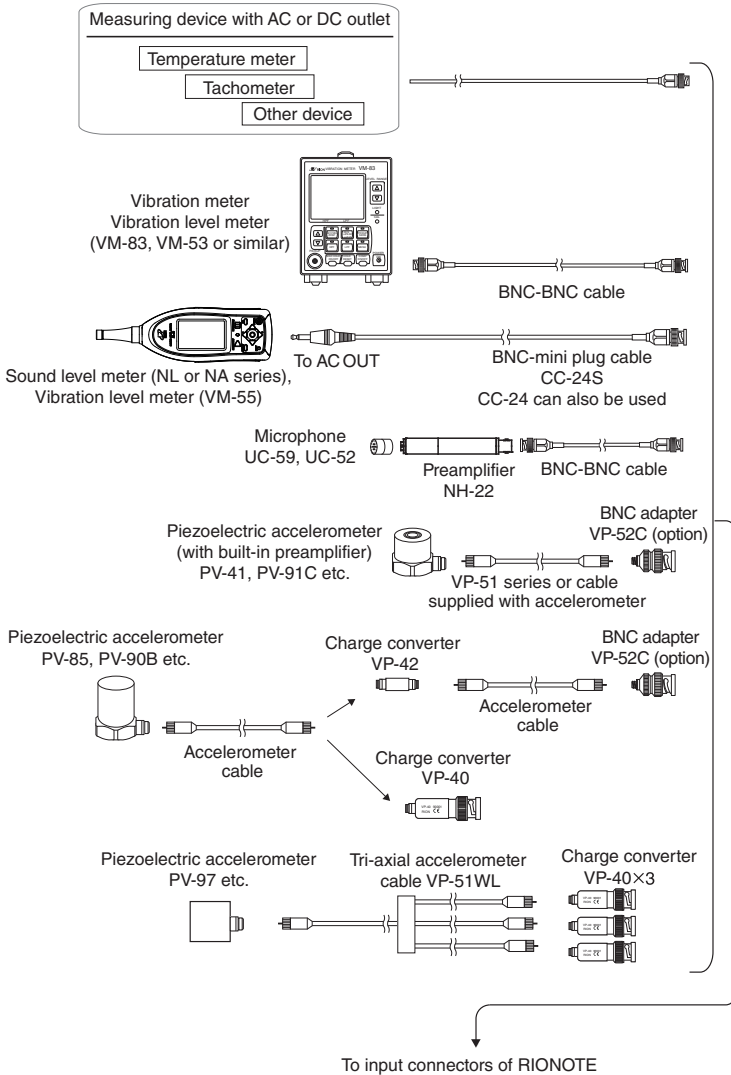 Measuring device with AC or DC outlet
Temperature meter
Tachometer
Other device
Vibration meter
Vibration level meter
(VM-83, VM-53 or similar)
VIBRATION METER VM-83
BNC-BNC cable
To AC OUT
BNC-mini plug cable
CC-24S
CC-24 can also be used
Sound level meter (NL or NA series),
Vibration level meter (VM-55)
Microphone
UC-59, UC-52
Preamplifier
NH-22
BNC-BNC cable
Piezoelectric accelerometer
(with built-in preamplifier)
PV-41, PV-91C etc.
VP-51 series or cable
supplied with accelerometer
BNC adapter
VP-52C (option)
Piezoelectric accelerometer
PV-85, PV-90B etc.
Accelerometer
cable
Charge converter
VP-42
Accelerometer
cable
BNC adapter
VP-52C (option)
Charge converter
VP-40
Piezoelectric accelerometer
PV-97 etc.
Tri-axial accelerometer
cable VP-51WL
Charge converter
VP-40×3
To input connectors of RIONOTE